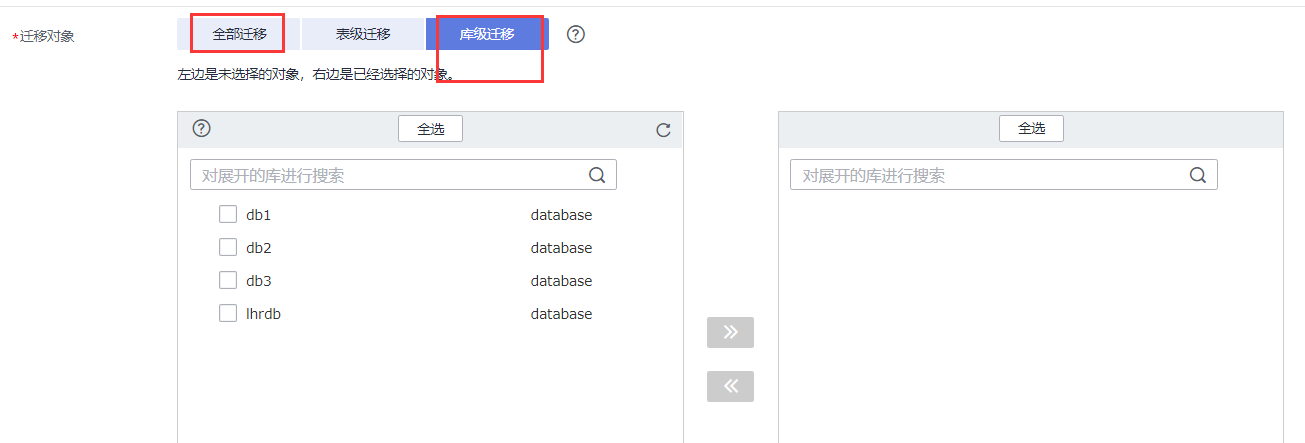 *迁移对象 全部迁移 表级迁移 库级迁移 ?
左边是未选择的对象，右边是已经选择的对象。
? 全选
对展开的库进行搜索
db1 database
db2 database
db3 database
lhrdb database
全选
对展开的库进行搜索